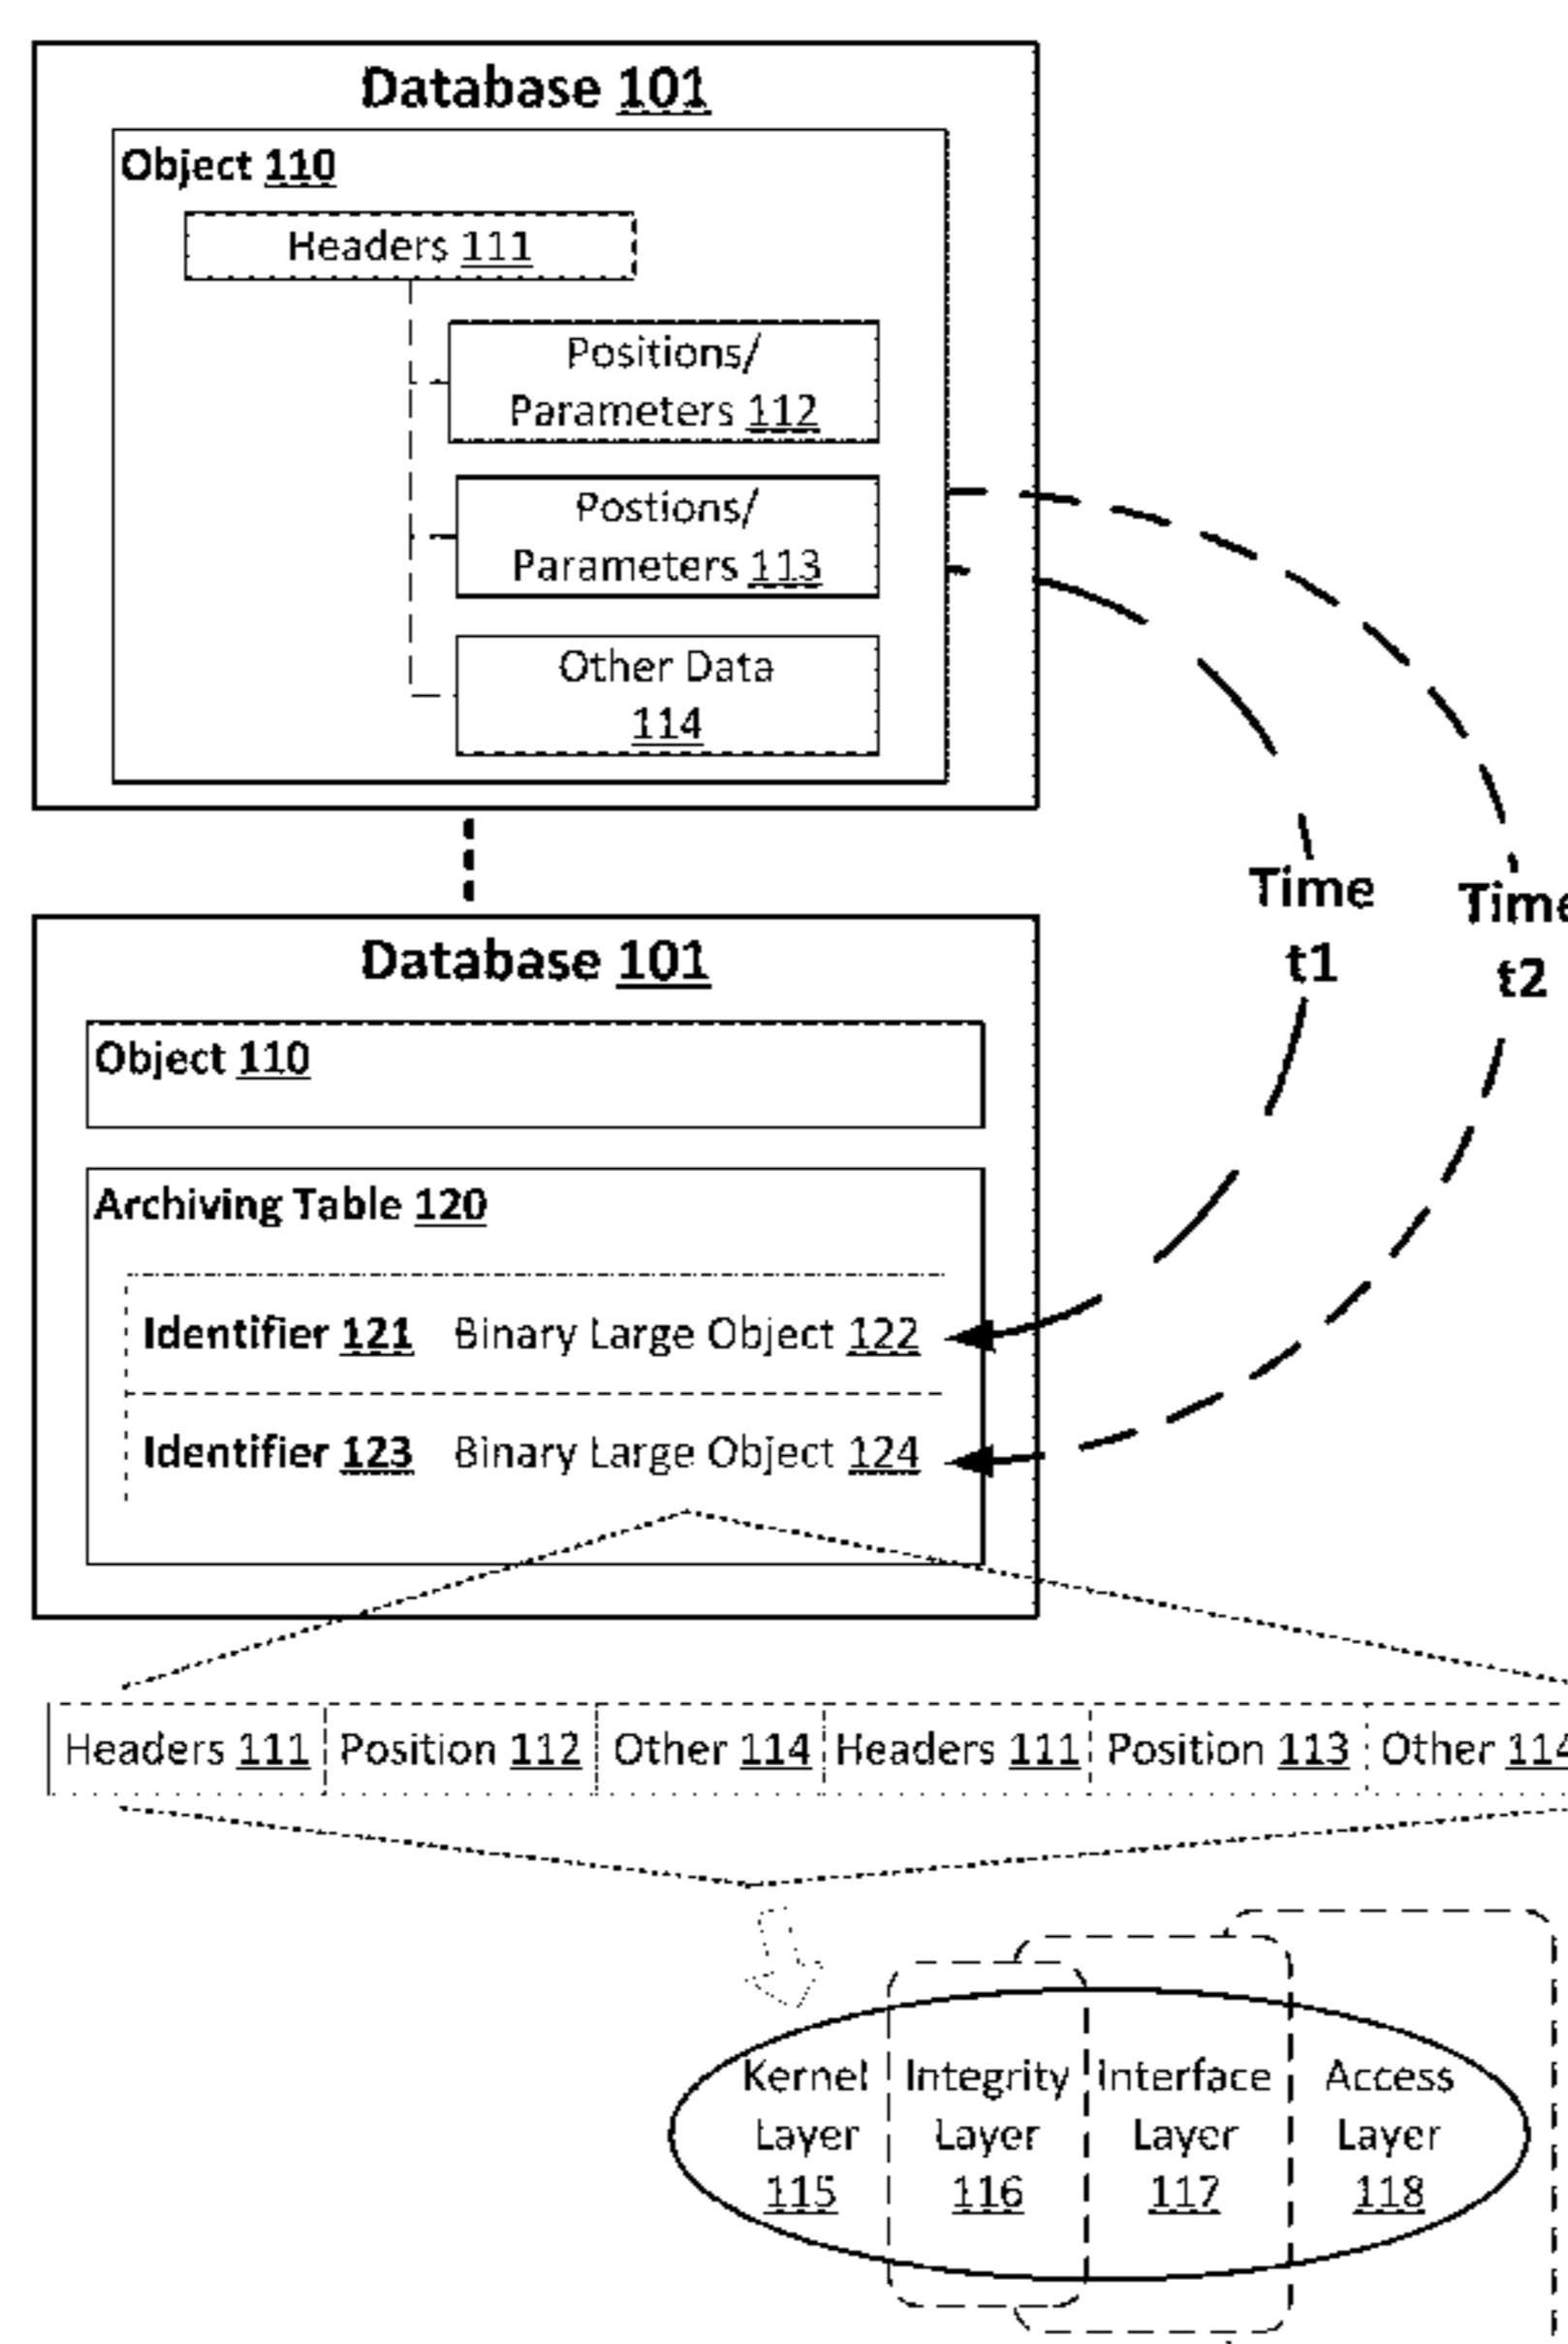 Database 101
Object 110
Headers 111
Positions/
Parameters 112
Postions/
Parameters 113
Other Data
114
Time
t1
Time
t2
Database 101
Object 110
Archiving Table 120
Identifier 121 Binary Large Object 122
Identifier 123 Binary Large Object 124
Headers 111 Position 112 Other 114 Headers 111 Position 113 Other 114
Kernel Integrity Interface Access
Layer Layer Layer Layer
115 116 117 118